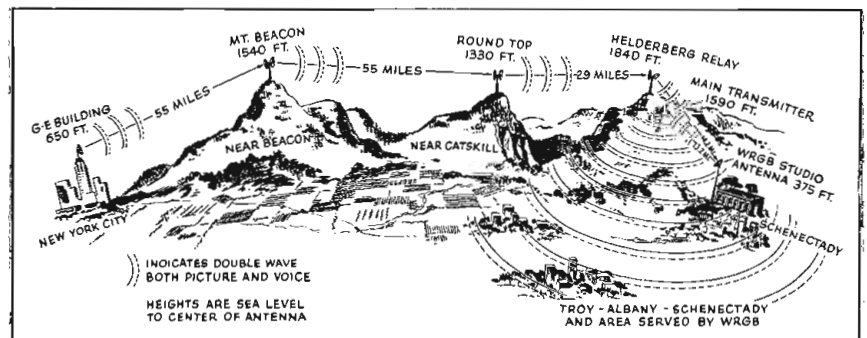 MT. BEACON
1540 FT.
55 MILES
ROUND TOP
1330 FT.
29 MILES
HELDERBERG RELAY
1840 FT.
MAIN TRANSMITTER
1590 FT.
G-E BUILDING
650 FT.
55 MILES
NEAR BEACON
NEAR CATSKILL
WRGB STUDIO
ANTENNA 375 FT.
NEW YORK CITY
SCHENECTADY
INDICATES DOUBLE WAVE
BOTH PICTURE AND VOICE
HEIGHTS ARE SEA LEVEL
TO CENTER OF ANTENNA
TROY - ALBANY - SCHENECTADY
AND AREA SERVED BY WRGB